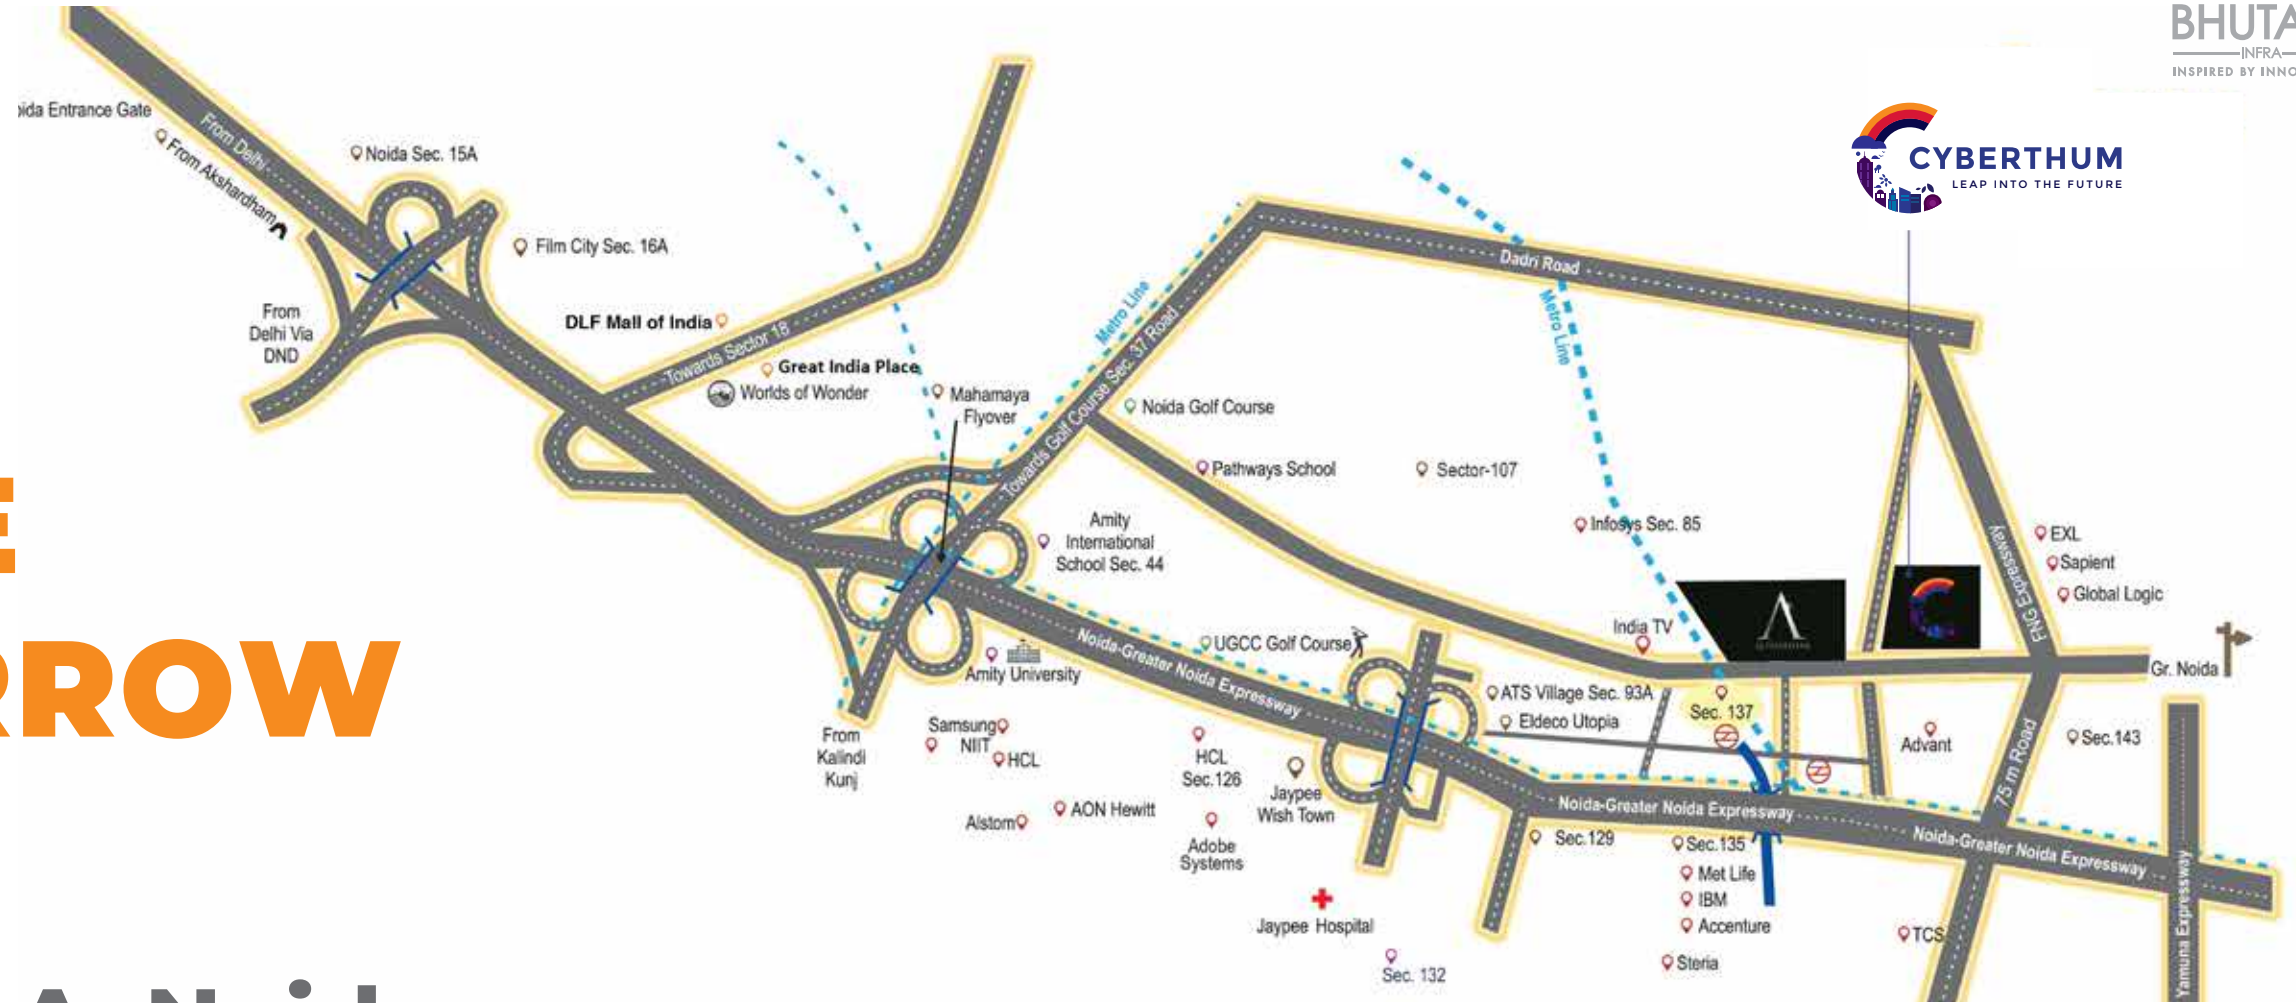 BHUTA
INFRA
INSPIRED BY INNO
CYBERTHUM
LEAP INTO THE FUTURE
ida Entrance Gate
From Akshardham
From Delhi
Noida Sec. 15A
Film City Sec. 16A
From
Delhi Via
DND
DLF Mall of India
Towards Sector 18
Great India Place
Worlds of Wonder
Mahamaya
Flyover
Metro Line
Towards Golf Course Sec. 37 Road
Noida Golf Course
Dadri Road
Metro Line
Pathways School
Sector-107
Infosys Sec. 85
Amity
International
School Sec. 44
FNG Expressway
EXL
Sapient
Global Logic
E
RROW
India TV
Gr. Noida
UGCC Golf Course
Noida-Greater Noida Expressway
Amity University
ATS Village Sec. 93A
Eldeco Utopia
Sec. 137
Advant
75 m Road
Sec.143
From
Kalindi
Kunj
Samsung
NIIT
HCL
HCL
Sec.126
Jaypee
Wish Town
Alstom
AON Hewitt
Adobe
Systems
Noida-Greater Noida Expressway
Noida-Greater Noida Expressway
Sec.129
Sec.135
Met Life
IBM
Accenture
Steria
TCS
Yamuna Expressway
Jaypee Hospital
Sec. 132